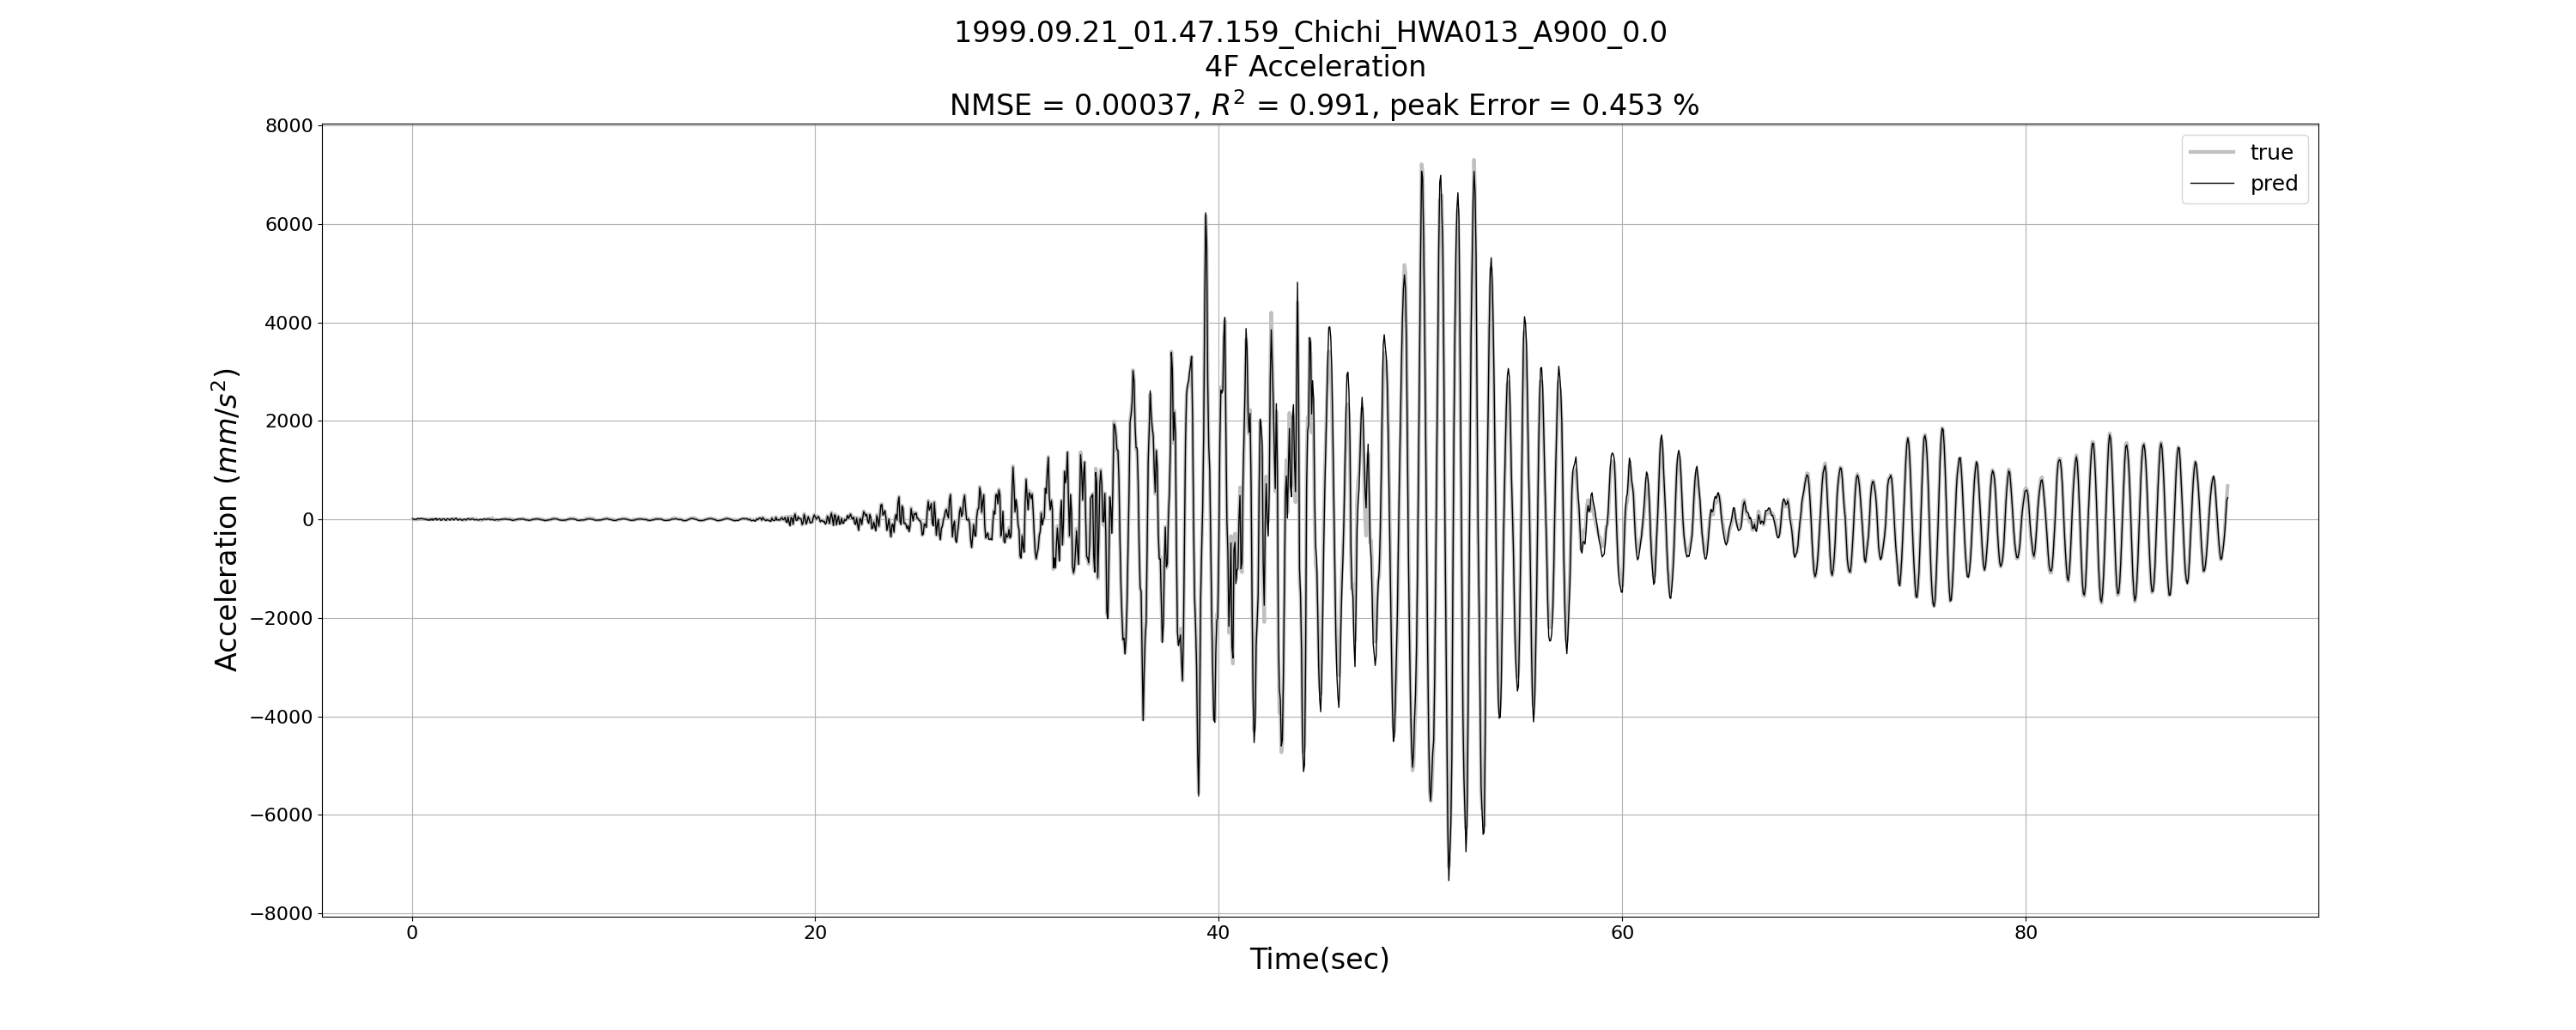 1999.09.21_01.47.159_Chichi_HWA013_A900_0.0
4F Acceleration
NMSE = 0.00037, R² = 0.991, peak Error = 0.453 %
true
pred
8000
6000
4000
2000
0
−2000
−4000
−6000
−8000
Acceleration (mm/s²)
0 20 40 60 80
Time(sec)